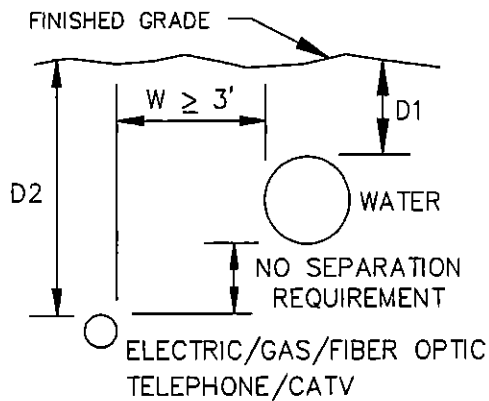 FINISHED GRADE
W ≥ 3'
D1
D2
WATER
NO SEPARATION
REQUIREMENT
ELECTRIC/GAS/FIBER OPTIC
TELEPHONE/CATV